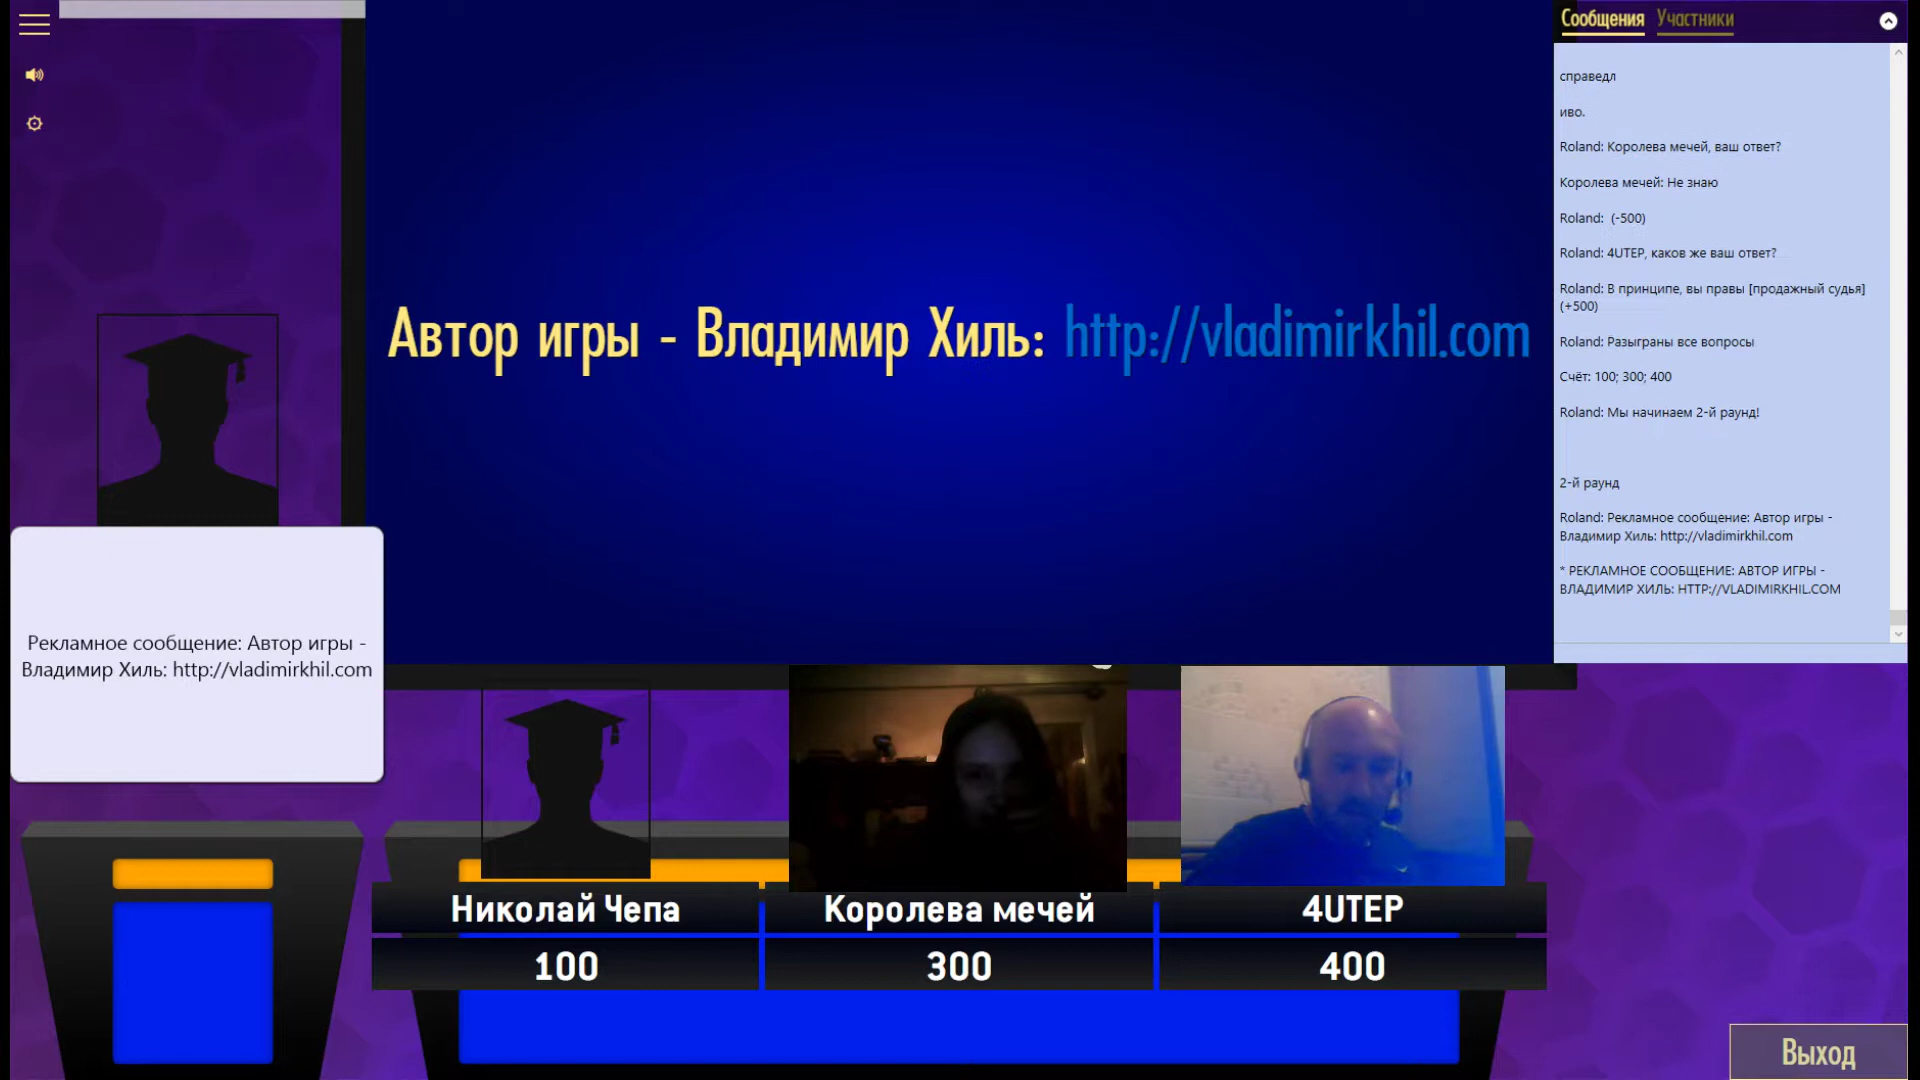 Автор игры - Владимир Хиль: http://vladimirkhil.com
Рекламное сообщение: Автор игры -
Владимир Хиль: http://vladimirkhil.com
Николай Чепа
Королева мечей
4UTEP
100
300
400
Сообщения Участники
справедл
иво.
Roland: Королева мечей, ваш ответ?
Королева мечей: Не знаю
Roland: (-500)
Roland: 4UTEP, каков же ваш ответ?
Roland: В принципе, вы правы [продажный судья]
(+500)
Roland: Разыграны все вопросы
Счёт: 100; 300; 400
Roland: Мы начинаем 2-й раунд!
2-й раунд
Roland: Рекламное сообщение: Автор игры -
Владимир Хиль: http://vladimirkhil.com
* РЕКЛАМНОЕ СООБЩЕНИЕ: АВТОР ИГРЫ -
ВЛАДИМИР ХИЛЬ: HTTP://VLADIMIRKHIL.COM
Выход